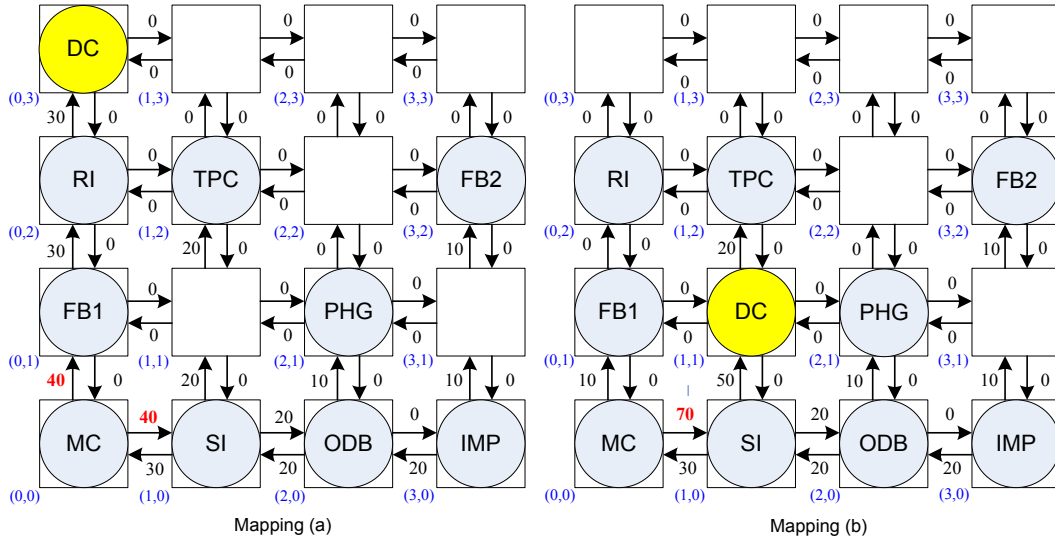 0 0 0
DC
0 0 0
(0,3) (1,3) (2,3) (3,3)
30 0 0 0 0 0 0 0
0 0 0
RI TPC FB2
0 0 0
(0,2) (1,2) (2,2) (3,2)
30 0 20 0 0 0 10 0
0 0 0
FB1 PHG
0 0 0
(0,1) (1,1) (2,1) (3,1)
40 0 20 0 10 0 10 0
40 20 0
MC SI ODB IMP
30 20 20
(0,0) (1,0) (2,0) (3,0)
Mapping (a)
0 0 0
0 0 0
(0,3) (1,3) (2,3) (3,3)
0 0 0 0 0 0 0 0
0 0 0
RI TPC FB2
0 0 0
(0,2) (1,2) (2,2) (3,2)
0 0 20 0 0 0 10 0
0 0 0
FB1 DC PHG
0 0 0
(0,1) (1,1) (2,1) (3,1)
10 0 50 0 10 0 10 0
70 20 0
MC SI ODB IMP
30 20 20
(0,0) (1,0) (2,0) (3,0)
Mapping (b)